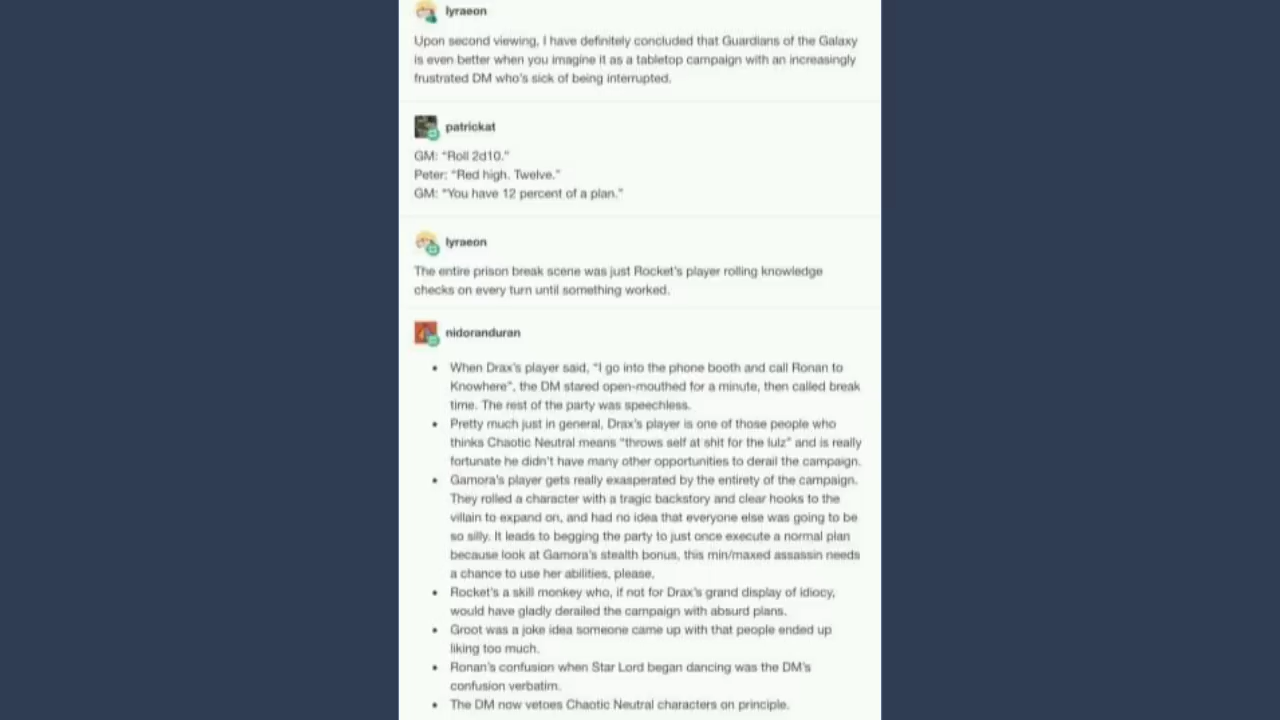 lyraeon
Upon second viewing, I have definitely concluded that Guardians of the Galaxy
is even better when you imagine it as a tabletop campaign with an increasingly
frustrated DM who's sick of being interrupted.
patrickat
GM: "Roll 2d10."
Peter: "Red high. Twelve."
GM: "You have 12 percent of a plan."
lyraeon
The entire prison break scene was just Rocket's player rolling knowledge
checks on every turn until something worked.
nidoranduran
• When Drax's player said, "I go into the phone booth and call Ronan to
Knowhere", the DM stared open-mouthed for a minute, then called break
time. The rest of the party was speechless.
• Pretty much just in general, Drax's player is one of those people who
thinks Chaotic Neutral means "throws self at shit for the lulz" and is really
fortunate he didn't have many other opportunities to derail the campaign.
• Gamora's player gets really exasperated by the entirety of the campaign.
They rolled a character with a tragic backstory and clear hooks to the
villain to expand on, and had no idea that everyone else was going to be
so silly. It leads to begging the party to just once execute a normal plan
because look at Gamora's stealth bonus, this min/maxed assassin needs
a chance to use her abilities, please.
• Rocket's a skill monkey who, if not for Drax's grand display of idiocy,
would have gladly derailed the campaign with absurd plans.
• Groot was a joke idea someone came up with that people ended up
liking too much.
• Ronan's confusion when Star Lord began dancing was the DM's
confusion verbatim.
• The DM now vetoes Chaotic Neutral characters on principle.